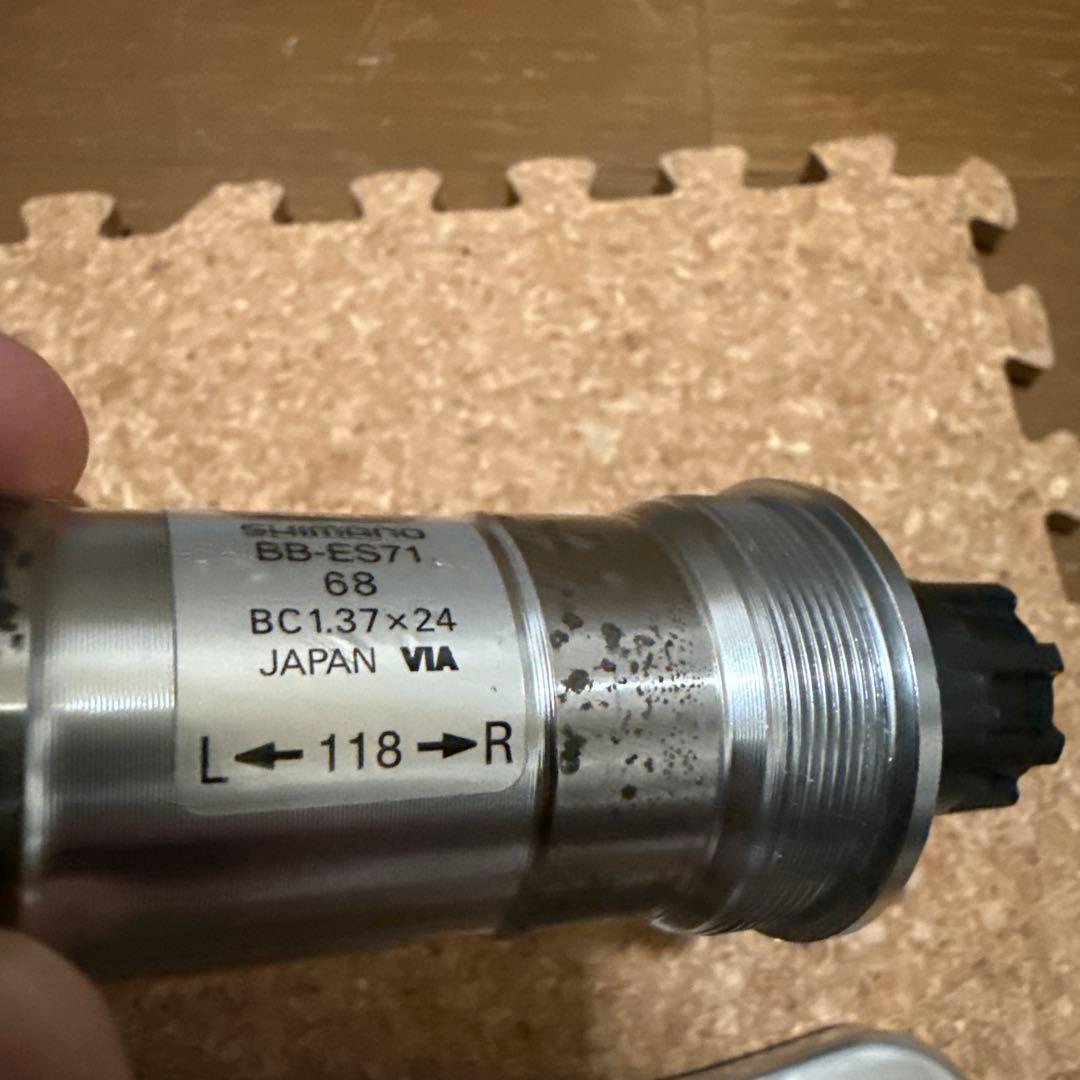 SHIMANO
BB-ES71
68
BC1.37×24
JAPAN VIA
L ← 118 → R